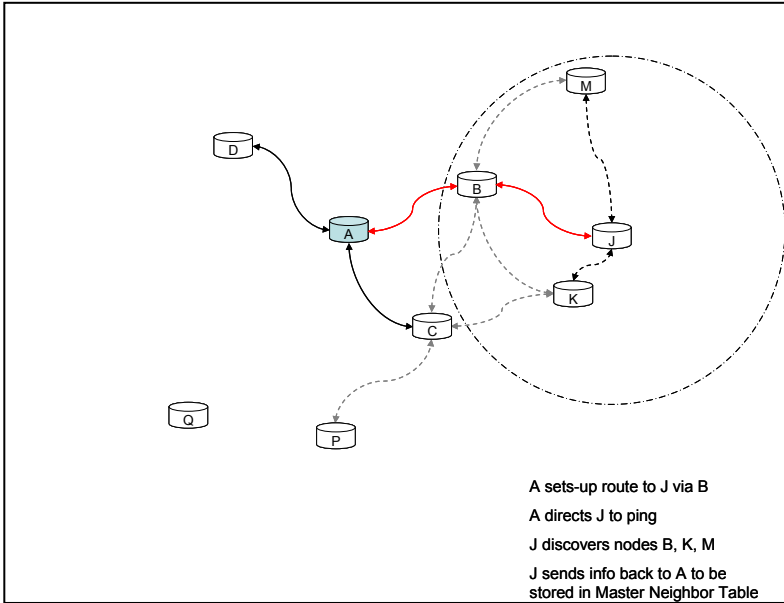 M
D
B
A
J
K
C
Q
P
A sets-up route to J via B
A directs J to ping
J discovers nodes B, K, M
J sends info back to A to be
stored in Master Neighbor Table